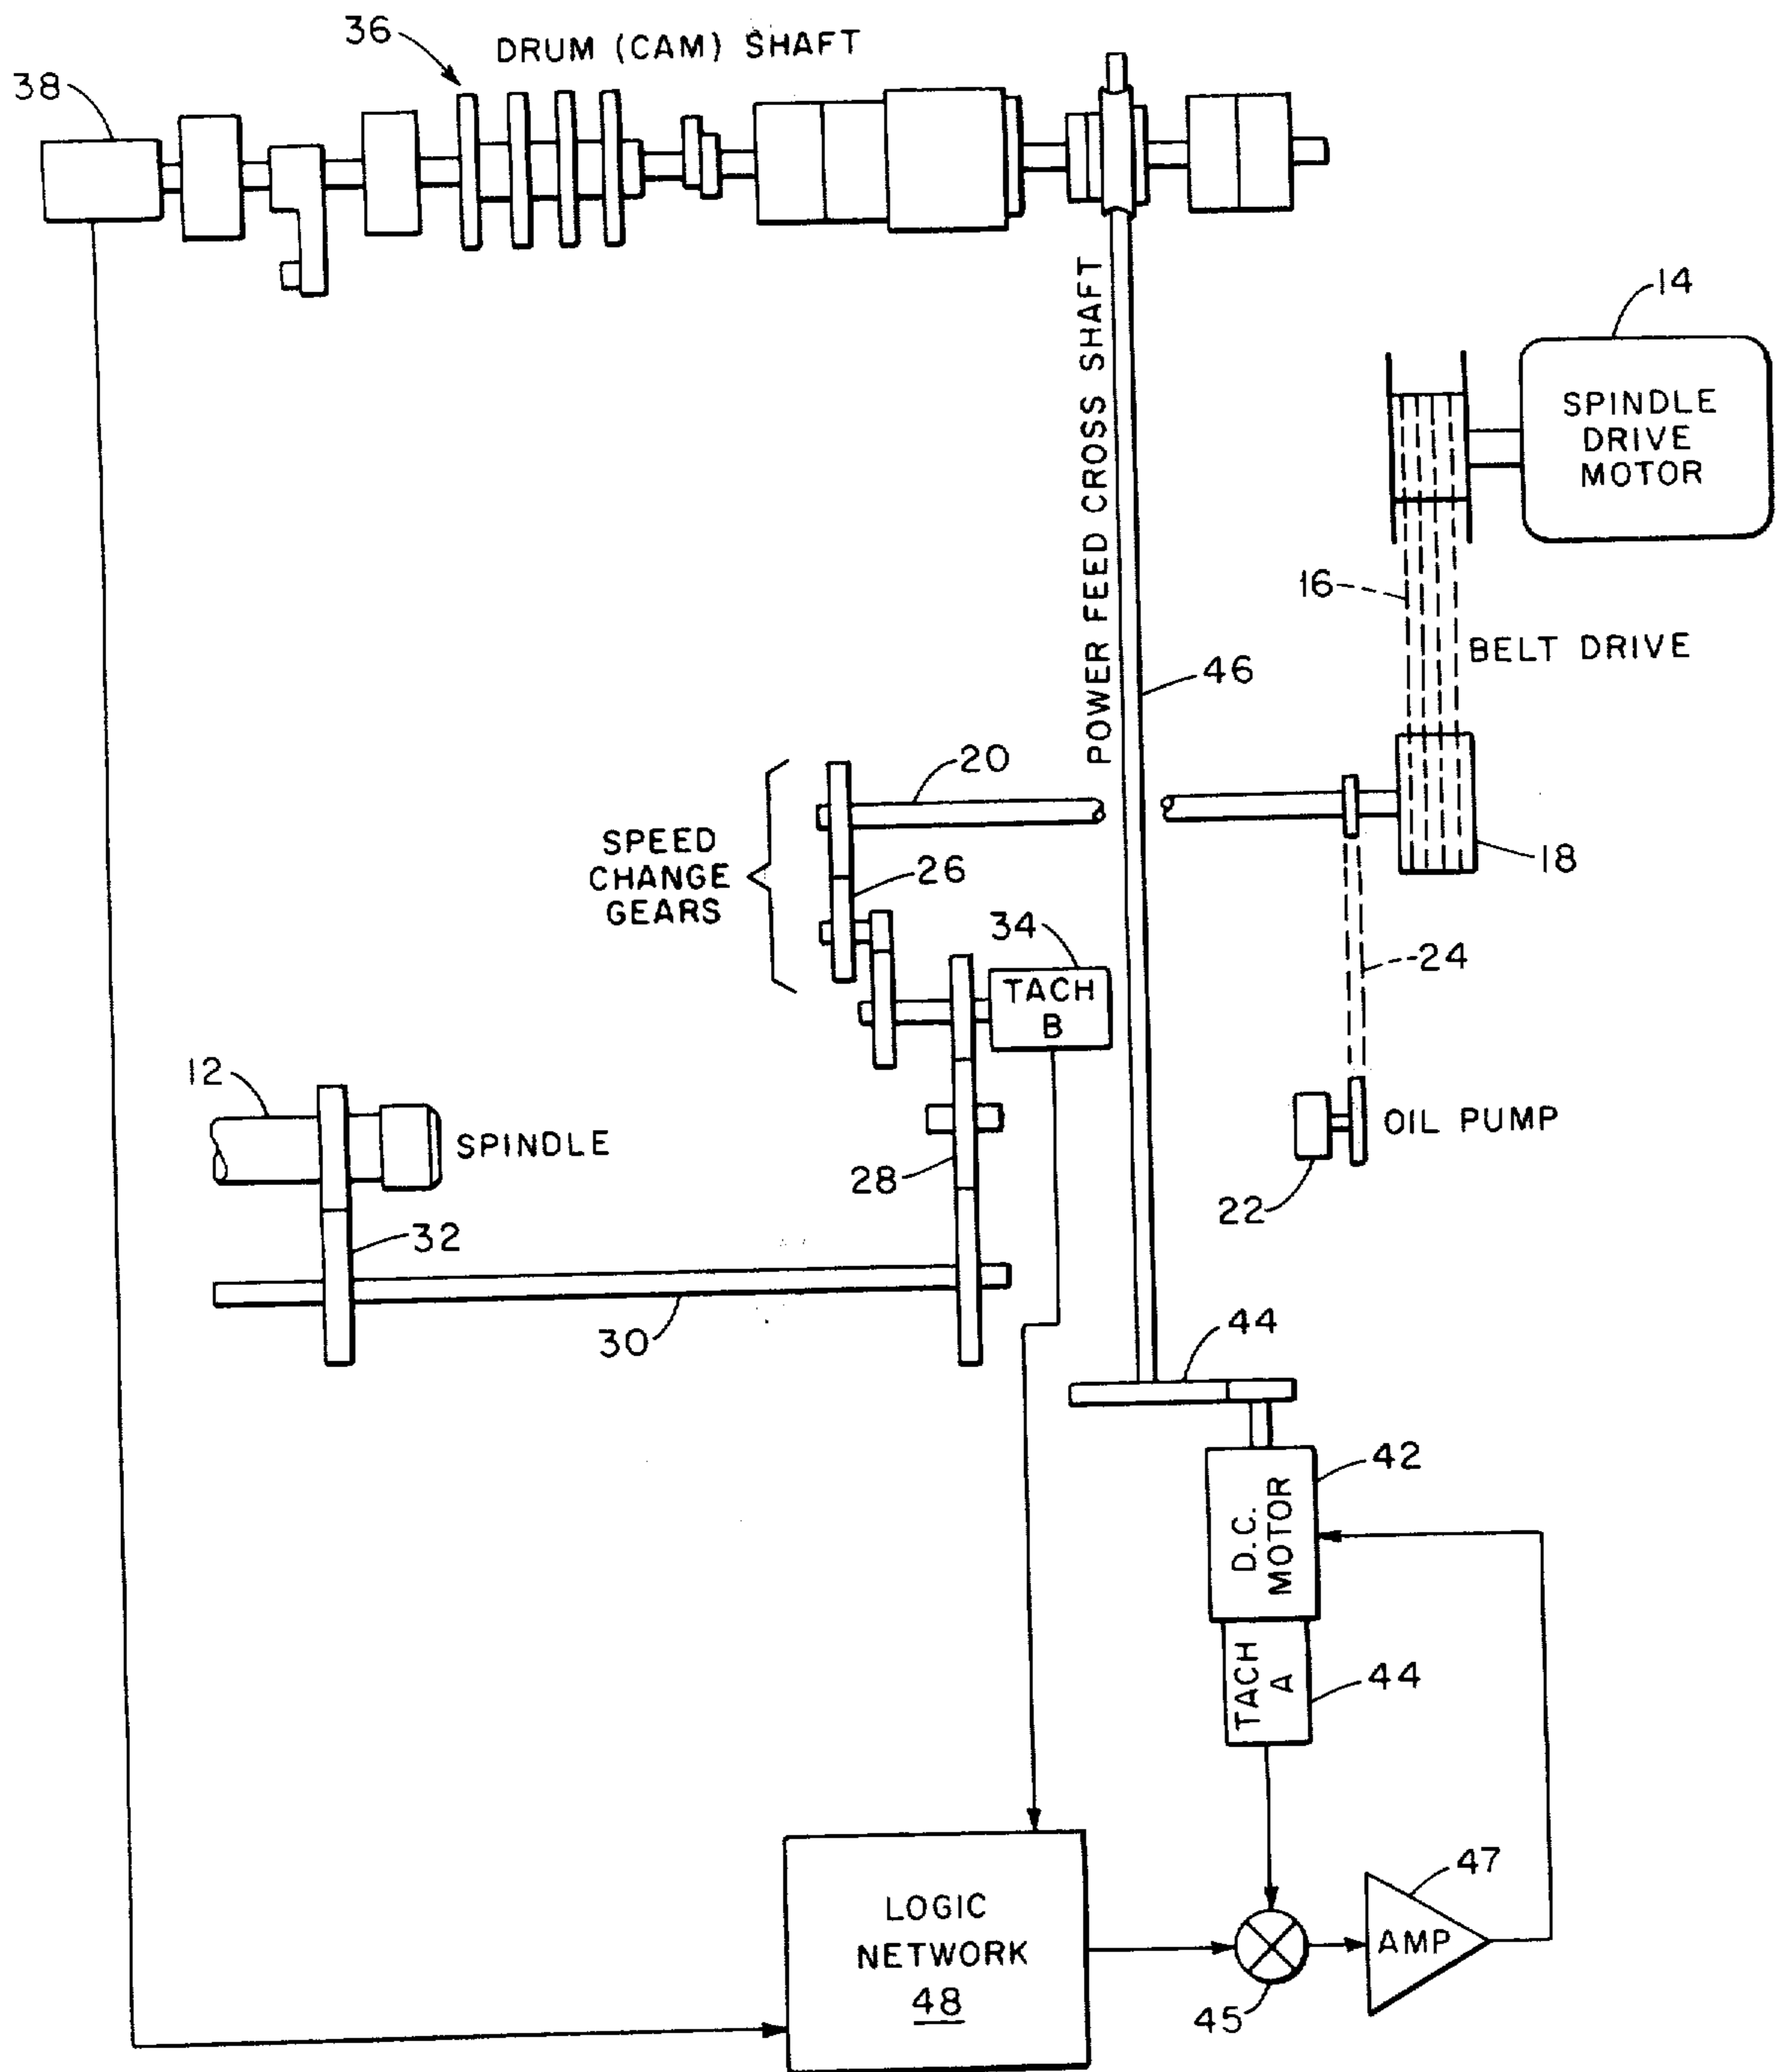 36
DRUM (CAM) SHAFT
38
POWER FEED CROSS SHAFT
14
SPINDLE
DRIVE
MOTOR
16
BELT DRIVE
46
20
SPEED
CHANGE
GEARS
26
18
34
TACH
B
24
12
SPINDLE
28
OIL PUMP
22
32
30
44
42
D.C.
MOTOR
TACH
A
44
LOGIC
NETWORK
48
47
AMP
45